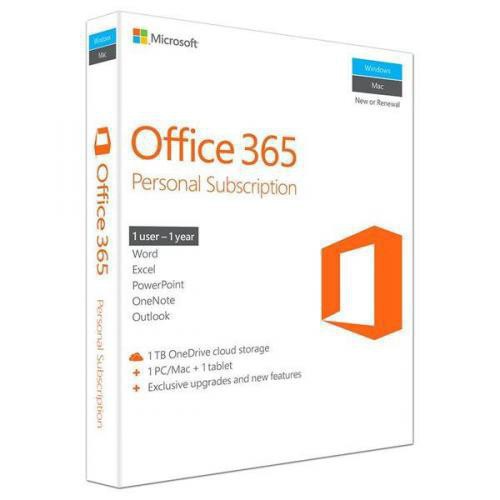 Windows
Mac
Office 365
Personal Subscription
Microsoft
Windows
Mac
New or Renewal
Office 365
Personal Subscription
1 user – 1 year
Word
Excel
PowerPoint
OneNote
Outlook
1 TB OneDrive cloud storage
+ 1 PC/Mac + 1 tablet
+ Exclusive upgrades and new features